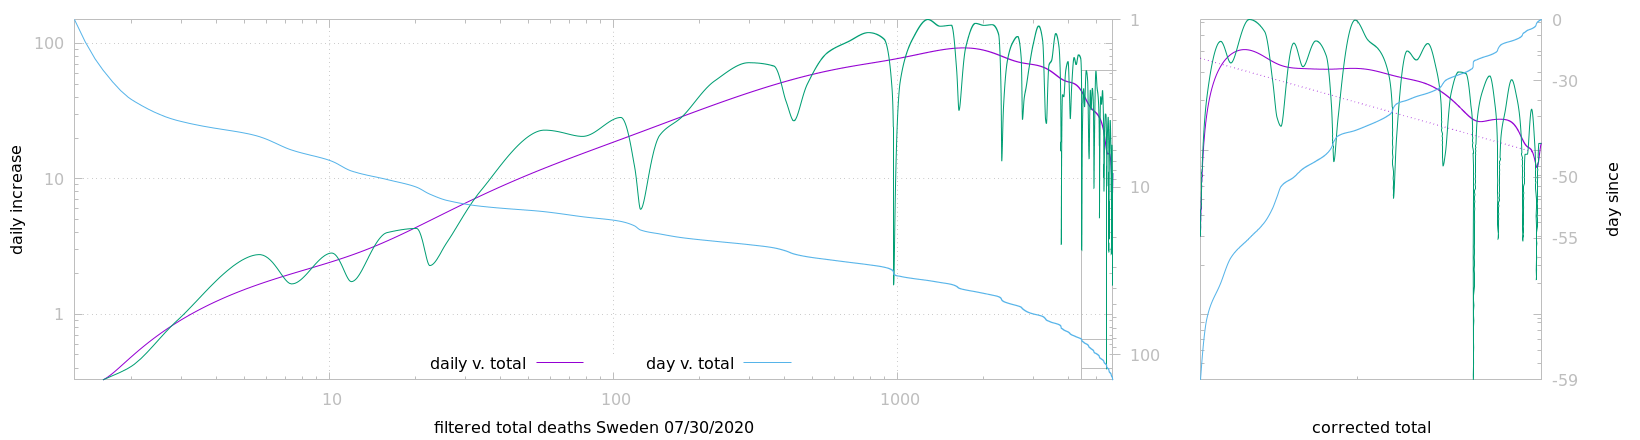 daily increase
100
10
1
daily v. total
day v. total
10
100
1000
filtered total deaths Sweden 07/30/2020
1
10
100
0
-30
-50
-55
-59
day since
corrected total